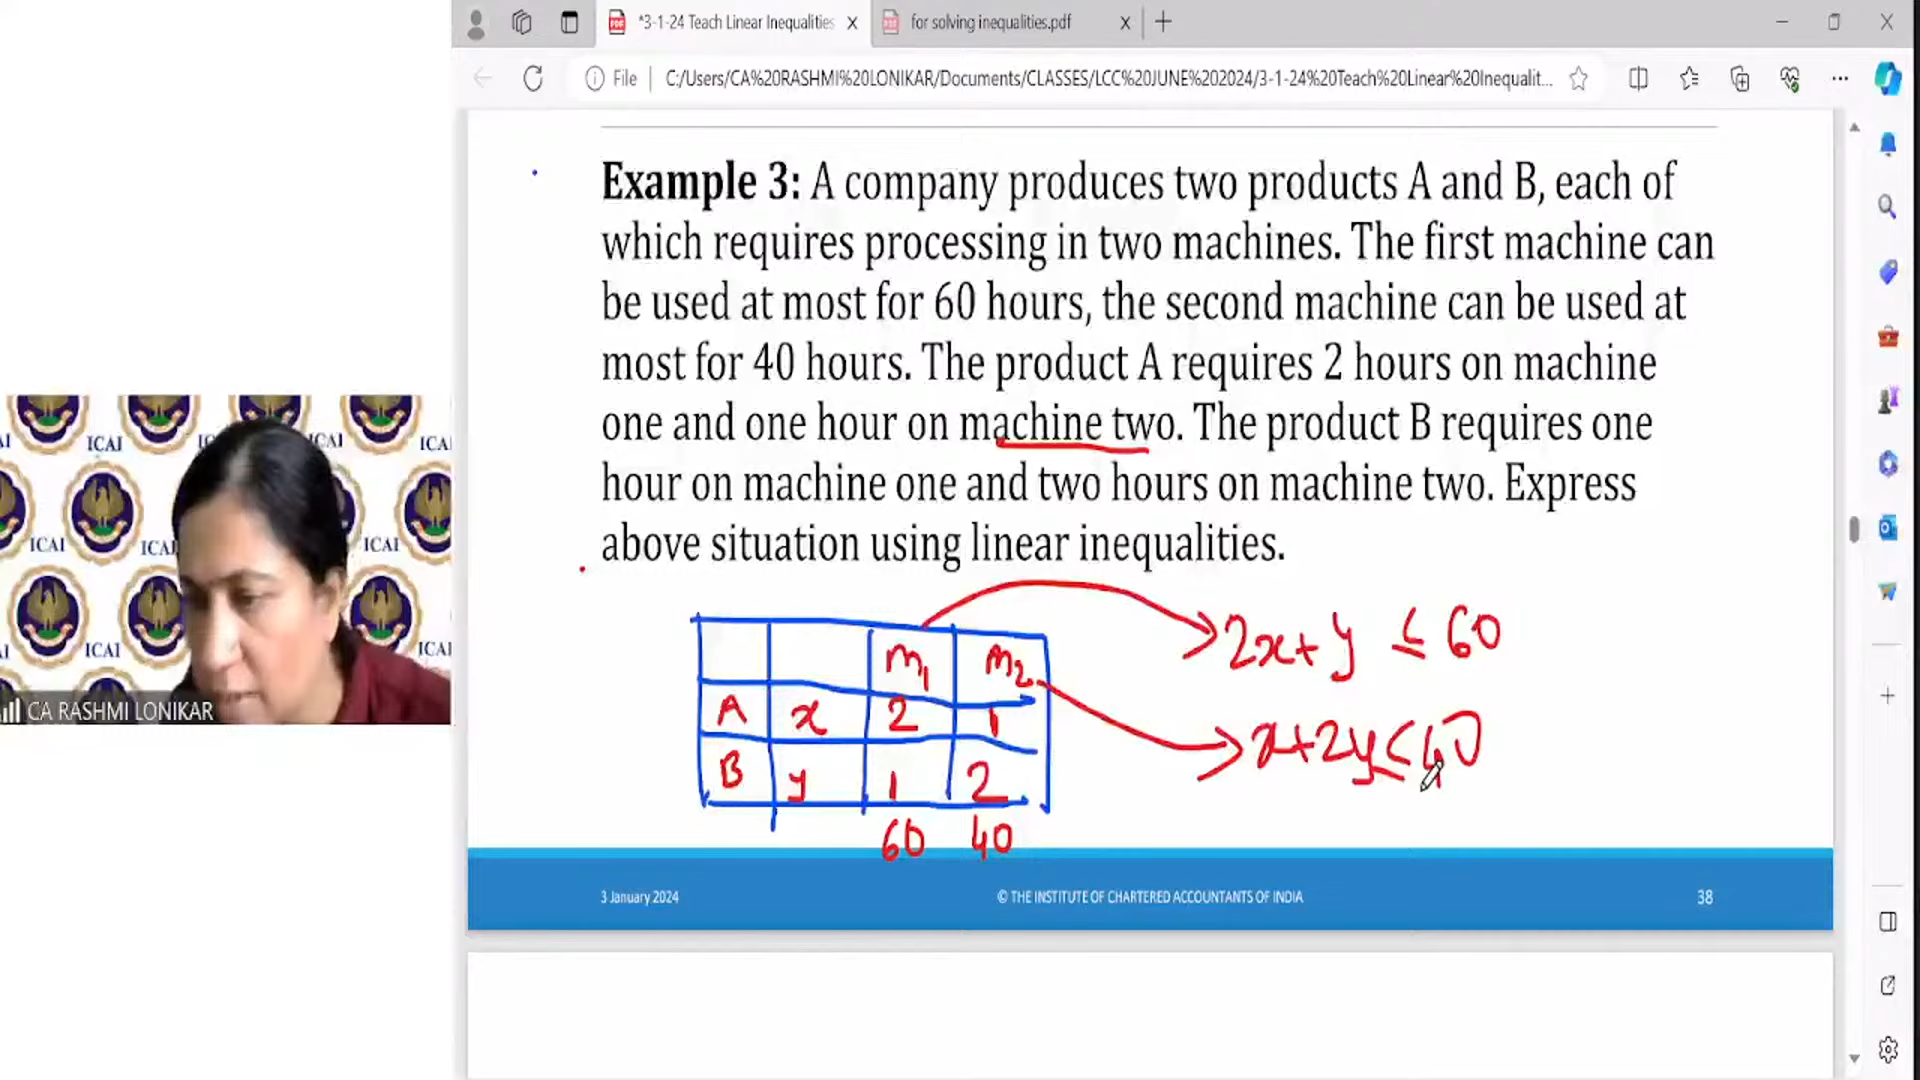 *3-1-24 Teach Linear Inequalities
for solving inequalities.pdf
File
C:/Users/CA%20RASHMI%20LONIKAR/Documents/CLASSES/LCC%20JUNE%202024/3-1-24%20Teach%20Linear%20Inequalit...
Example 3: A company produces two products A and B, each of
which requires processing in two machines. The first machine can
be used at most for 60 hours, the second machine can be used at
most for 40 hours. The product A requires 2 hours on machine
one and one hour on machine two. The product B requires one
hour on machine one and two hours on machine two. Express
above situation using linear inequalities.
M1 M2
A x 2 1
B y 1 2
60 40
2x+y ≤ 60
x+2y≤40
ICAI
ICAI
ICAI
ICAI
ICAI
ICAI
ICAI
CA RASHMI LONIKAR
3 January 2024
© THE INSTITUTE OF CHARTERED ACCOUNTANTS OF INDIA
38